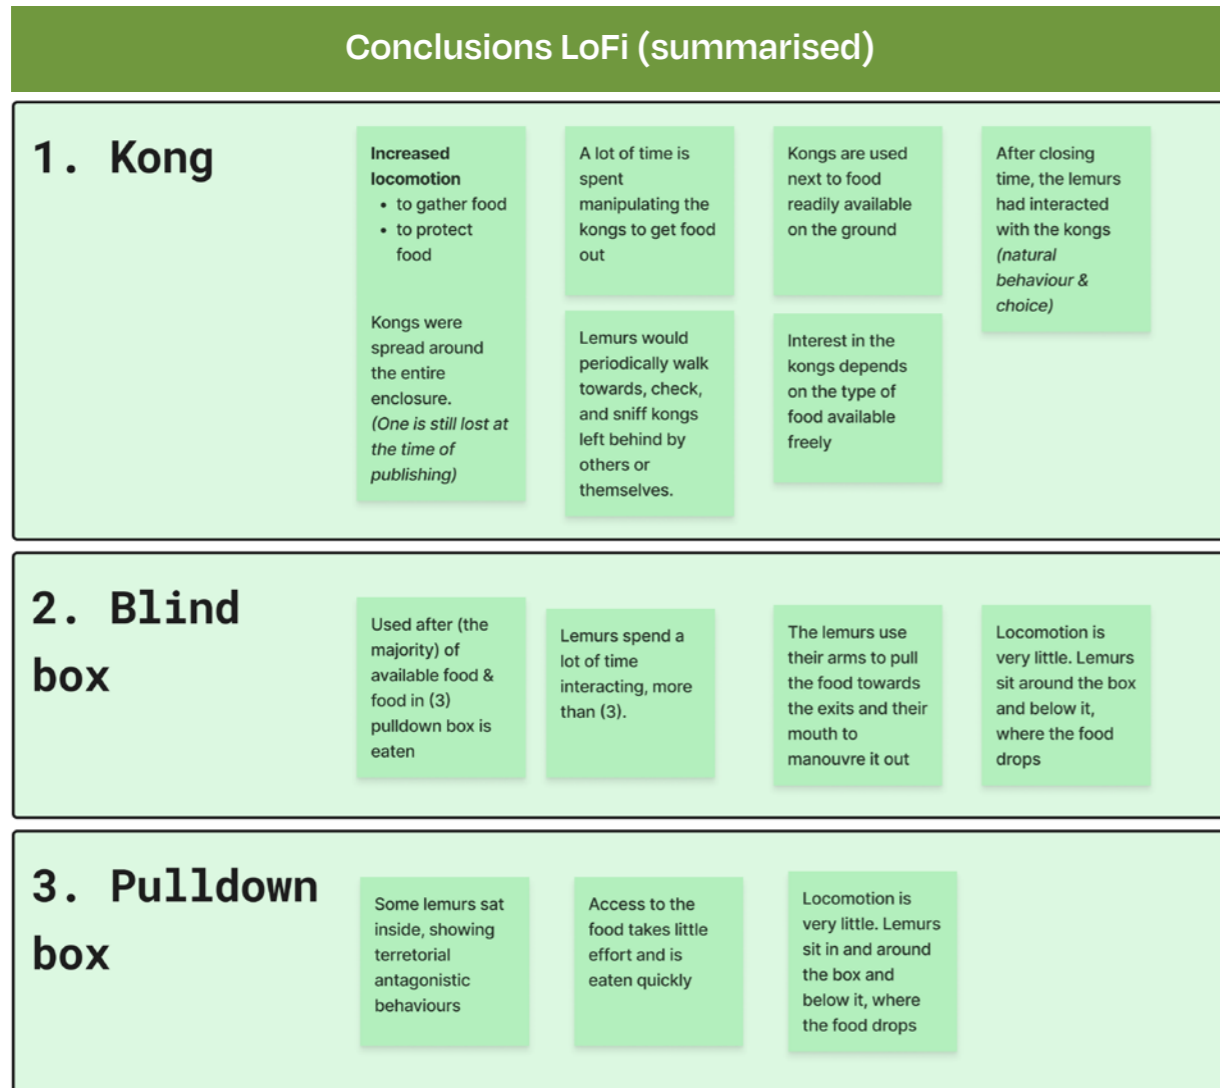 Conclusions LoFi (summarised)
1. Kong
Increased
locomotion
• to gather food
• to protect
food
Kongs were
spread around
the entire
enclosure.
(One is still lost at
the time of
publishing)
A lot of time is
spent
manipulating the
kongs to get food
out
Lemurs would
periodically walk
towards, check,
and sniff kongs
left behind by
others or
themselves.
Kongs are used
next to food
readily available
on the ground
Interest in the
kongs depends
on the type of
food available
freely
After closing
time, the lemurs
had interacted
with the kongs
(natural
behaviour &
choice)
2. Blind
box
Used after (the
majority) of
available food &
food in (3)
pulldown box is
eaten
Lemurs spend a
lot of time
interacting, more
than (3).
The lemurs use
their arms to pull
the food towards
the exits and their
mouth to
manouvre it out
Locomotion is
very little. Lemurs
sit around the box
and below it,
where the food
drops
3. Pulldown
box
Some lemurs sat
inside, showing
terretorial
antagonistic
behaviours
Access to the
food takes little
effort and is
eaten quickly
Locomotion is
very little. Lemurs
sit in and around
the box and
below it, where
the food drops